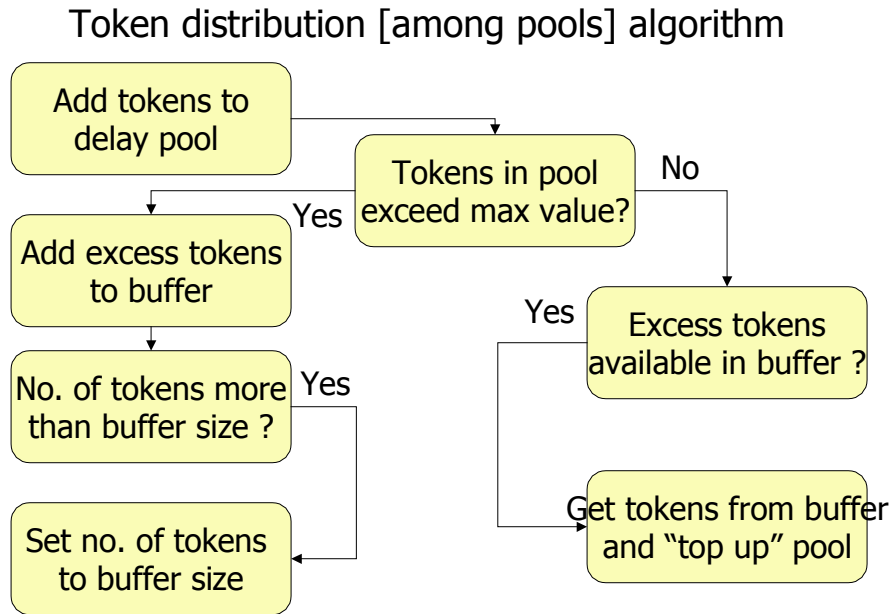 Token distribution [among pools] algorithm
Add tokens to
delay pool
Tokens in pool
exceed max value?
No
Yes
Add excess tokens
to buffer
Yes
Excess tokens
available in buffer ?
No. of tokens more
than buffer size ?
Yes
Set no. of tokens
to buffer size
Get tokens from buffer
and “top up” pool